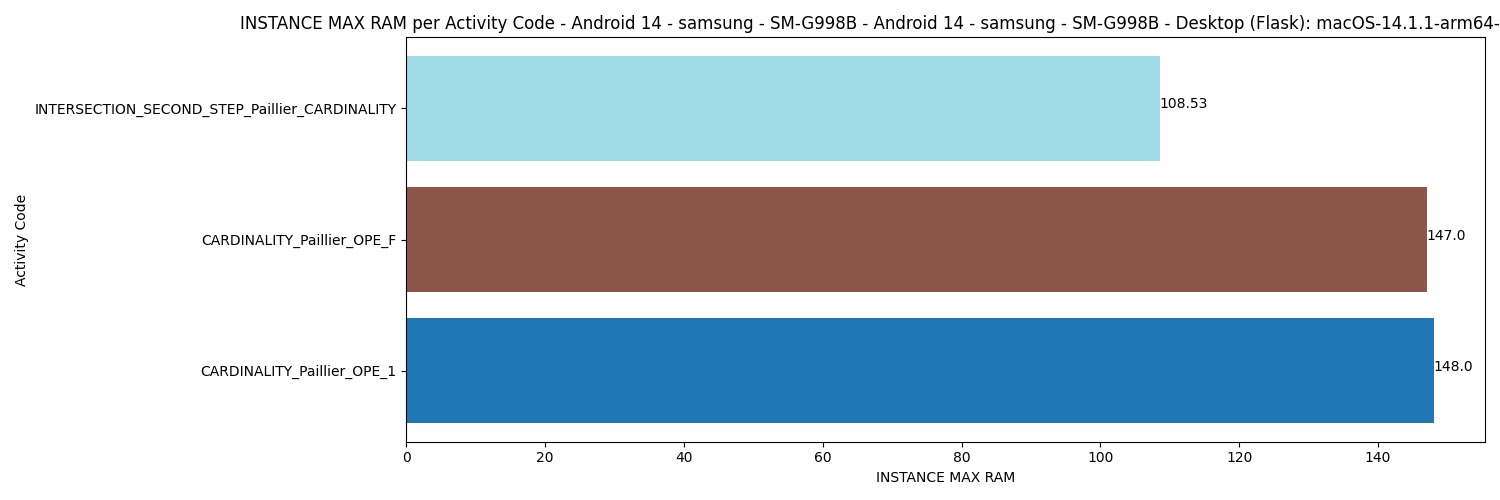 INSTANCE MAX RAM per Activity Code - Android 14 - samsung - SM-G998B - Android 14 - samsung - SM-G998B - Desktop (Flask): macOS-14.1.1-arm64-
INTERSECTION_SECOND_STEP_Paillier_CARDINALITY
108.53
CARDINALITY_Paillier_OPE_F
147.0
CARDINALITY_Paillier_OPE_1
148.0
Activity Code
0 20 40 60 80 100 120 140
INSTANCE MAX RAM